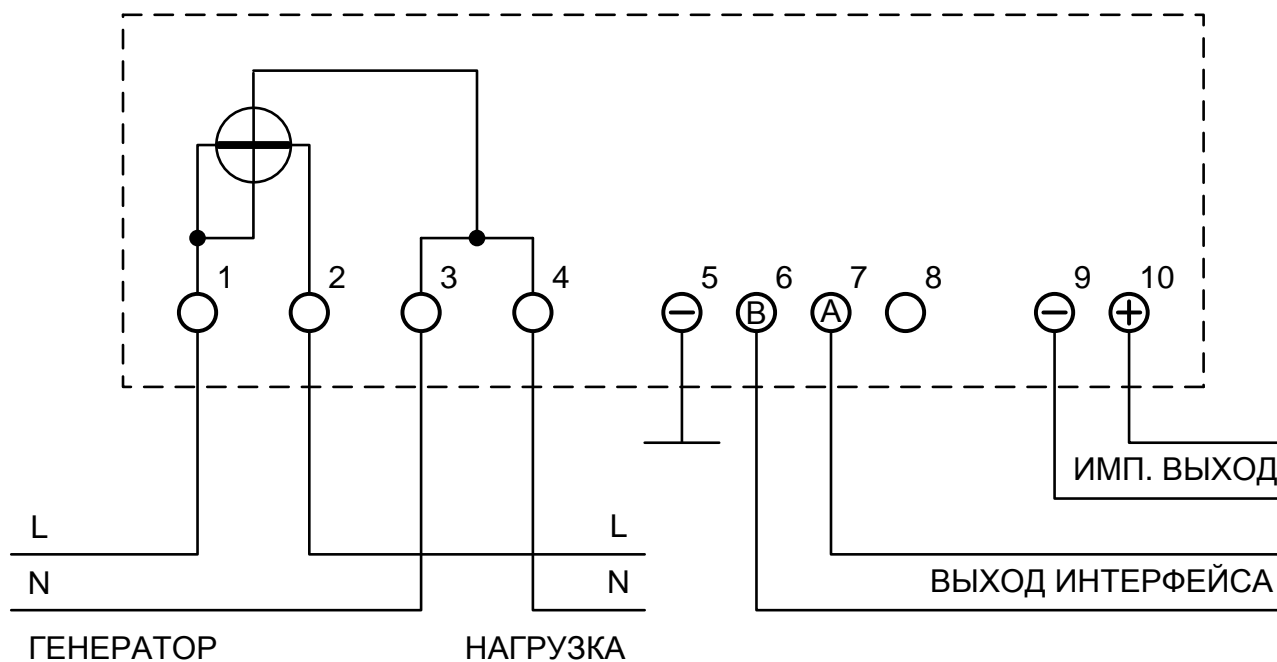 1 2 3 4 5 6 7 8 9 10
− B A − +
ИМП. ВЫХОД
L L
N N
ВЫХОД ИНТЕРФЕЙСА
ГЕНЕРАТОР НАГРУЗКА